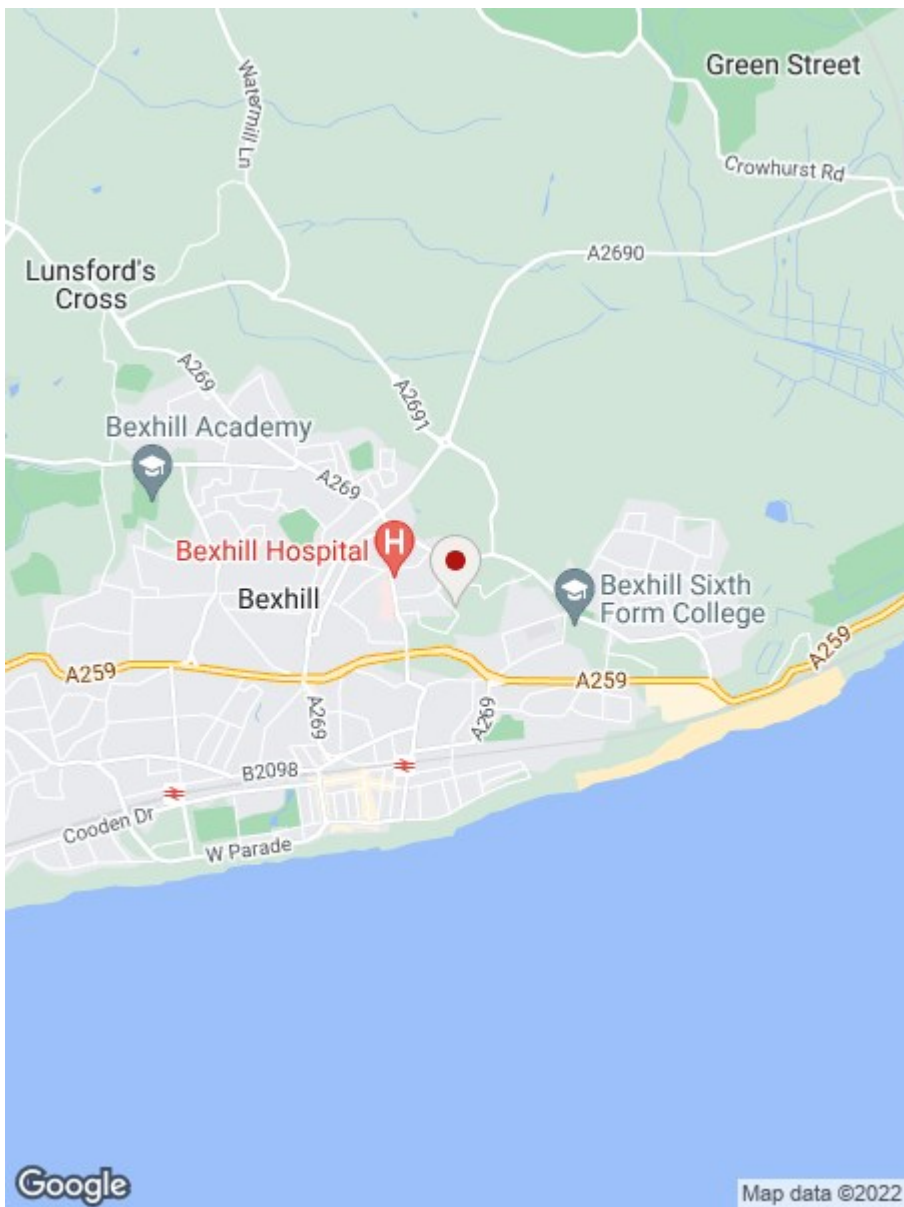 Green Street
Watermill Ln
Crowhurst Rd
A2690
Lunsford's
Cross
A269
A2691
Bexhill Academy
A269
Bexhill Hospital
H
Bexhill Sixth
Form College
Bexhill
A259
A259
A259
A269
A269
B2098
Cooden Dr
W Parade
Google
Map data ©2022